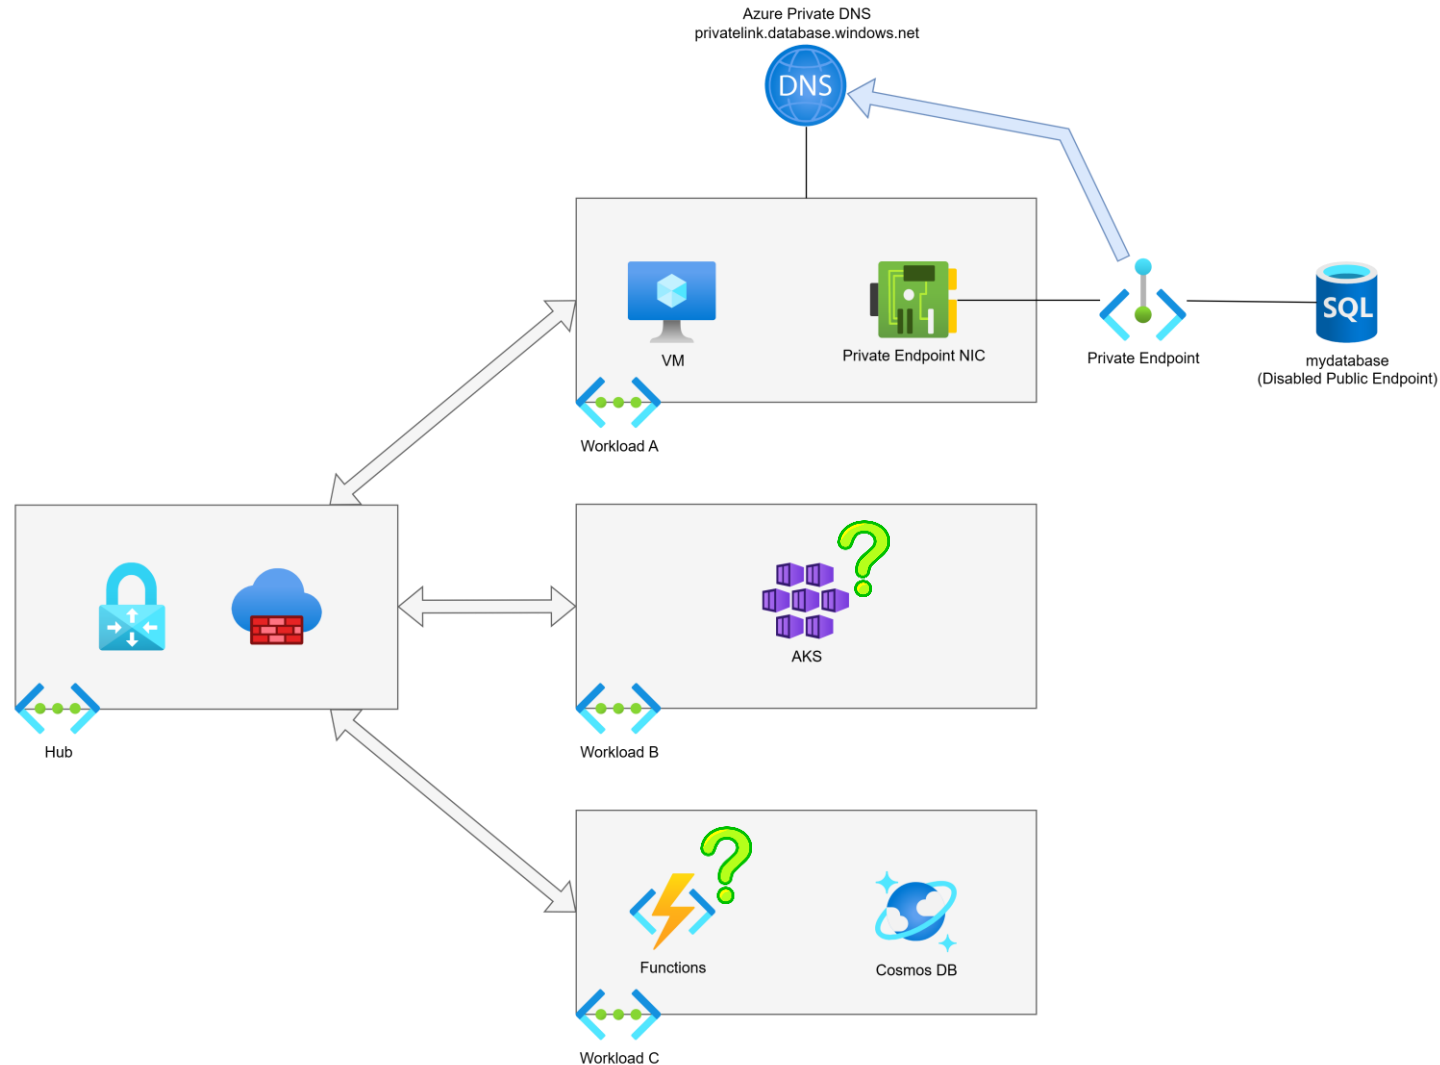 Azure Private DNS
privatelink.database.windows.net
DNS
VM
Private Endpoint NIC
Private Endpoint
SQL
mydatabase
(Disabled Public Endpoint)
Workload A
?
AKS
Hub
Workload B
?
Functions
Cosmos DB
Workload C